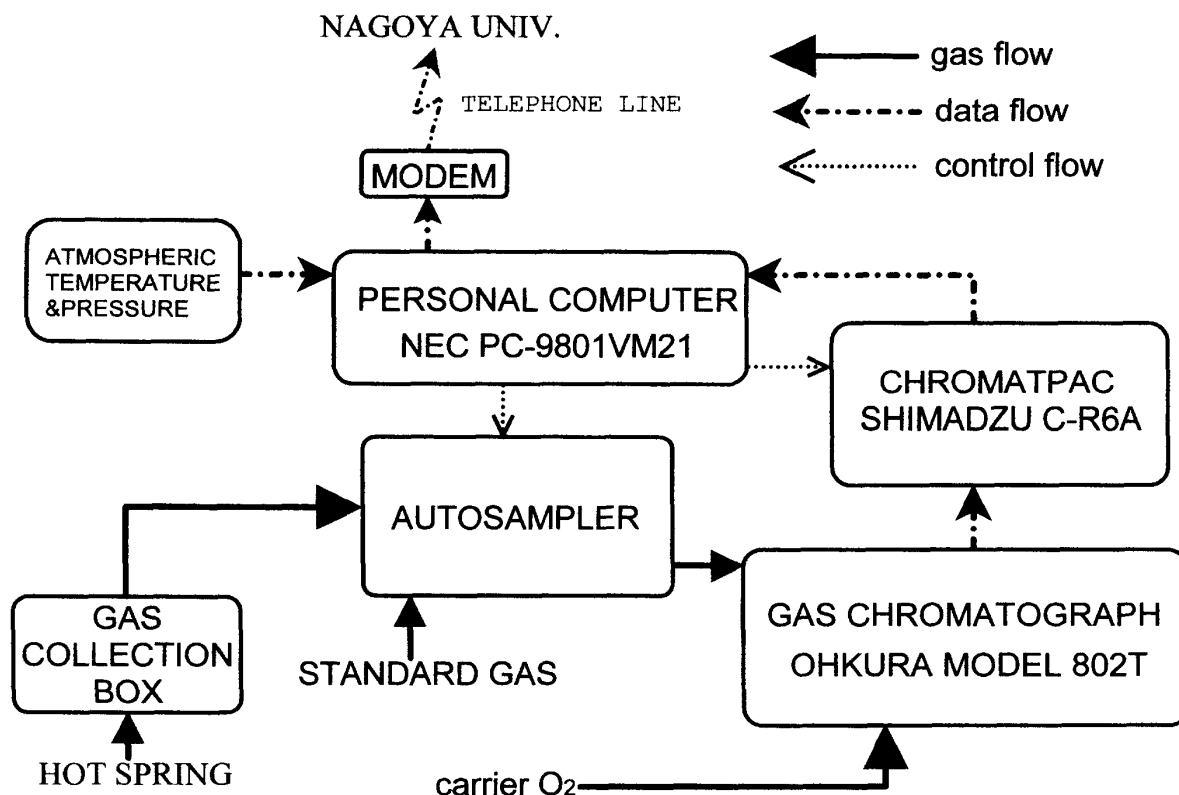 NAGOYA UNIV.
TELEPHONE LINE
gas flow
data flow
control flow
MODEM
ATMOSPHERIC
TEMPERATURE
&PRESSURE
PERSONAL COMPUTER
NEC PC-9801VM21
CHROMATPAC
SHIMADZU C-R6A
AUTOSAMPLER
GAS
COLLECTION
BOX
STANDARD GAS
GAS CHROMATOGRAPH
OHKURA MODEL 802T
HOT SPRING
carrier O2